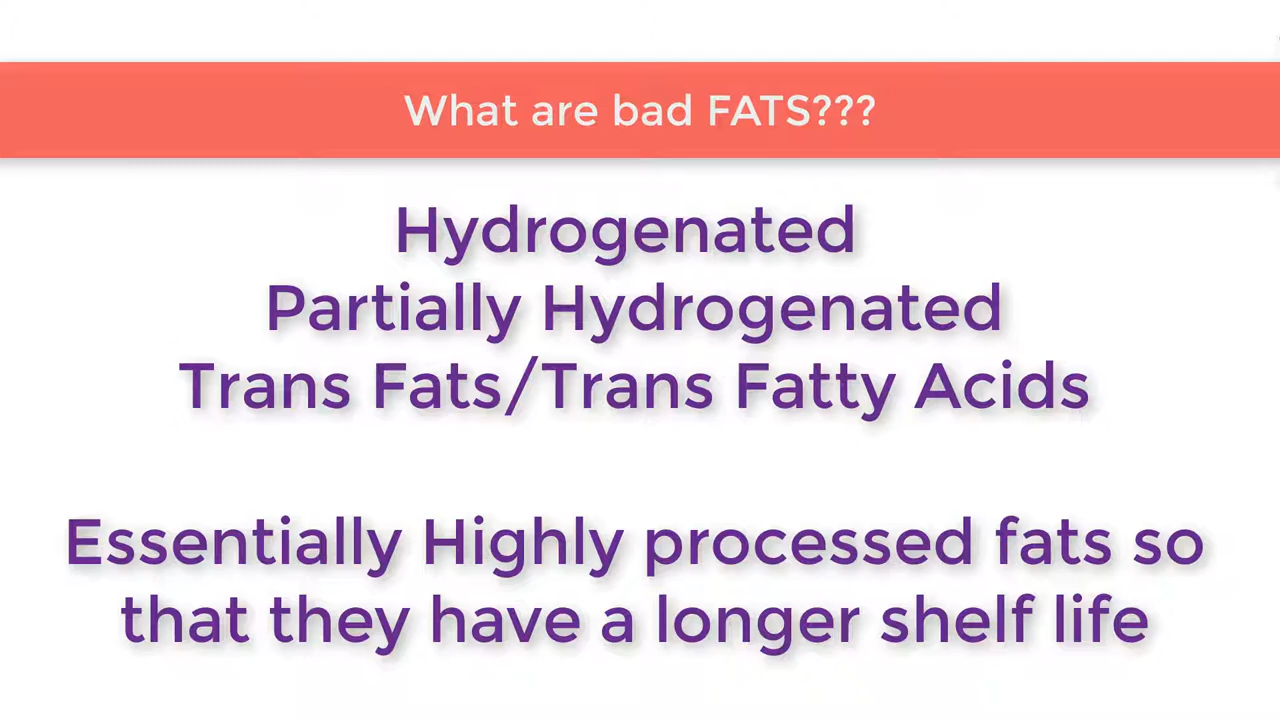 What are bad FATS???
Hydrogenated
Partially Hydrogenated
Trans Fats/Trans Fatty Acids
Essentially Highly processed fats so
that they have a longer shelf life